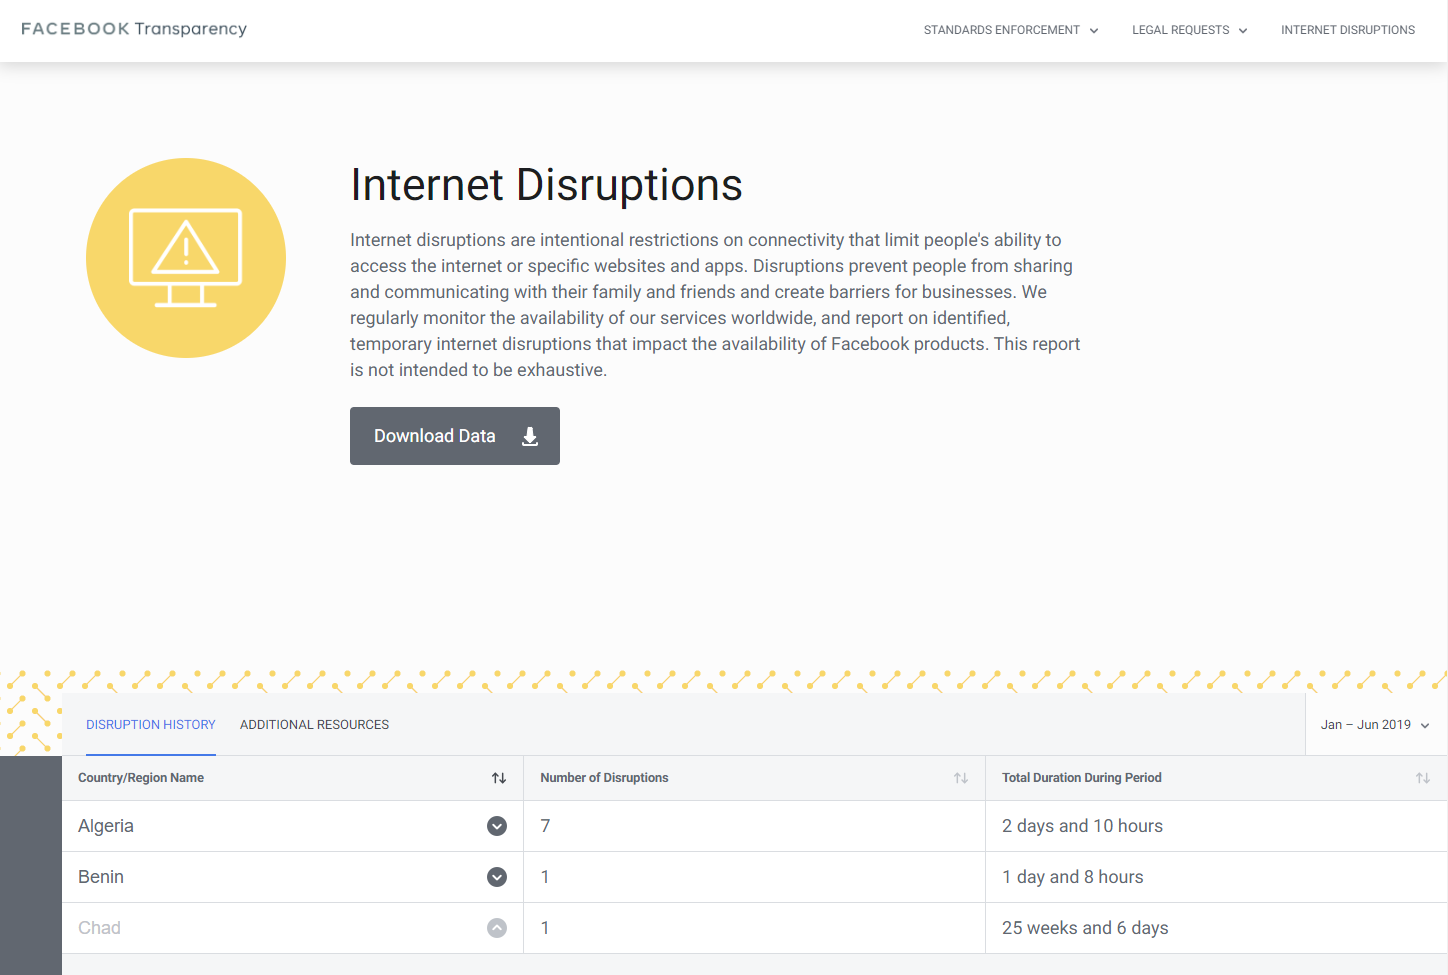 FACEBOOK Transparency
STANDARDS ENFORCEMENT
LEGAL REQUESTS
INTERNET DISRUPTIONS
Internet Disruptions
Internet disruptions are intentional restrictions on connectivity that limit people's ability to
access the internet or specific websites and apps. Disruptions prevent people from sharing
and communicating with their family and friends and create barriers for businesses. We
regularly monitor the availability of our services worldwide, and report on identified,
temporary internet disruptions that impact the availability of Facebook products. This report
is not intended to be exhaustive.
Download Data
DISRUPTION HISTORY
ADDITIONAL RESOURCES
Jan – Jun 2019
Country/Region Name
Number of Disruptions
Total Duration During Period
Algeria
7
2 days and 10 hours
Benin
1
1 day and 8 hours
Chad
1
25 weeks and 6 days